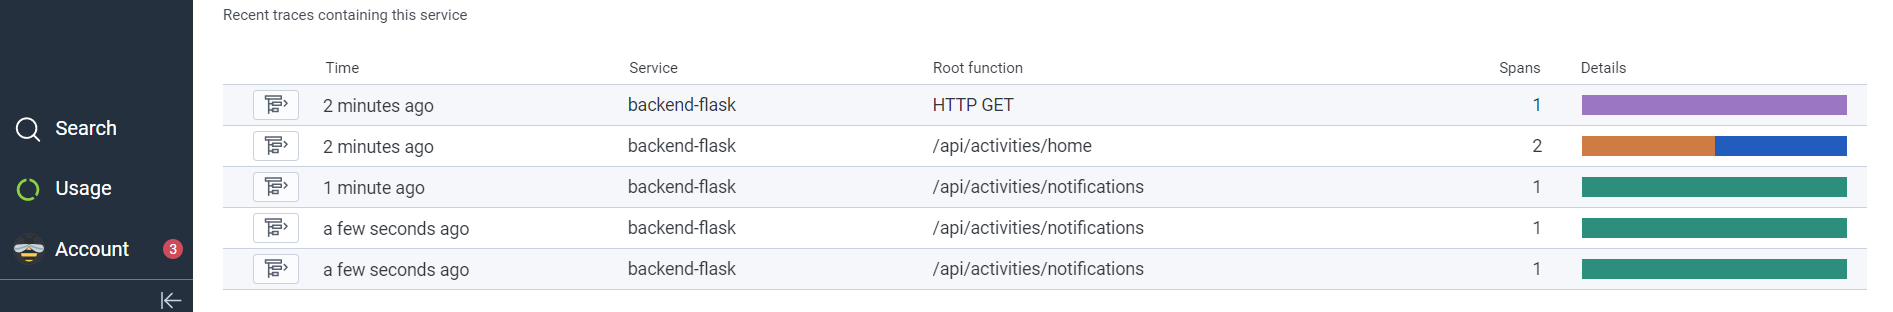 Recent traces containing this service
Time Service Root function Spans Details
2 minutes ago backend-flask HTTP GET 1
2 minutes ago backend-flask /api/activities/home 2
1 minute ago backend-flask /api/activities/notifications 1
a few seconds ago backend-flask /api/activities/notifications 1
a few seconds ago backend-flask /api/activities/notifications 1
Search
Usage
Account 3